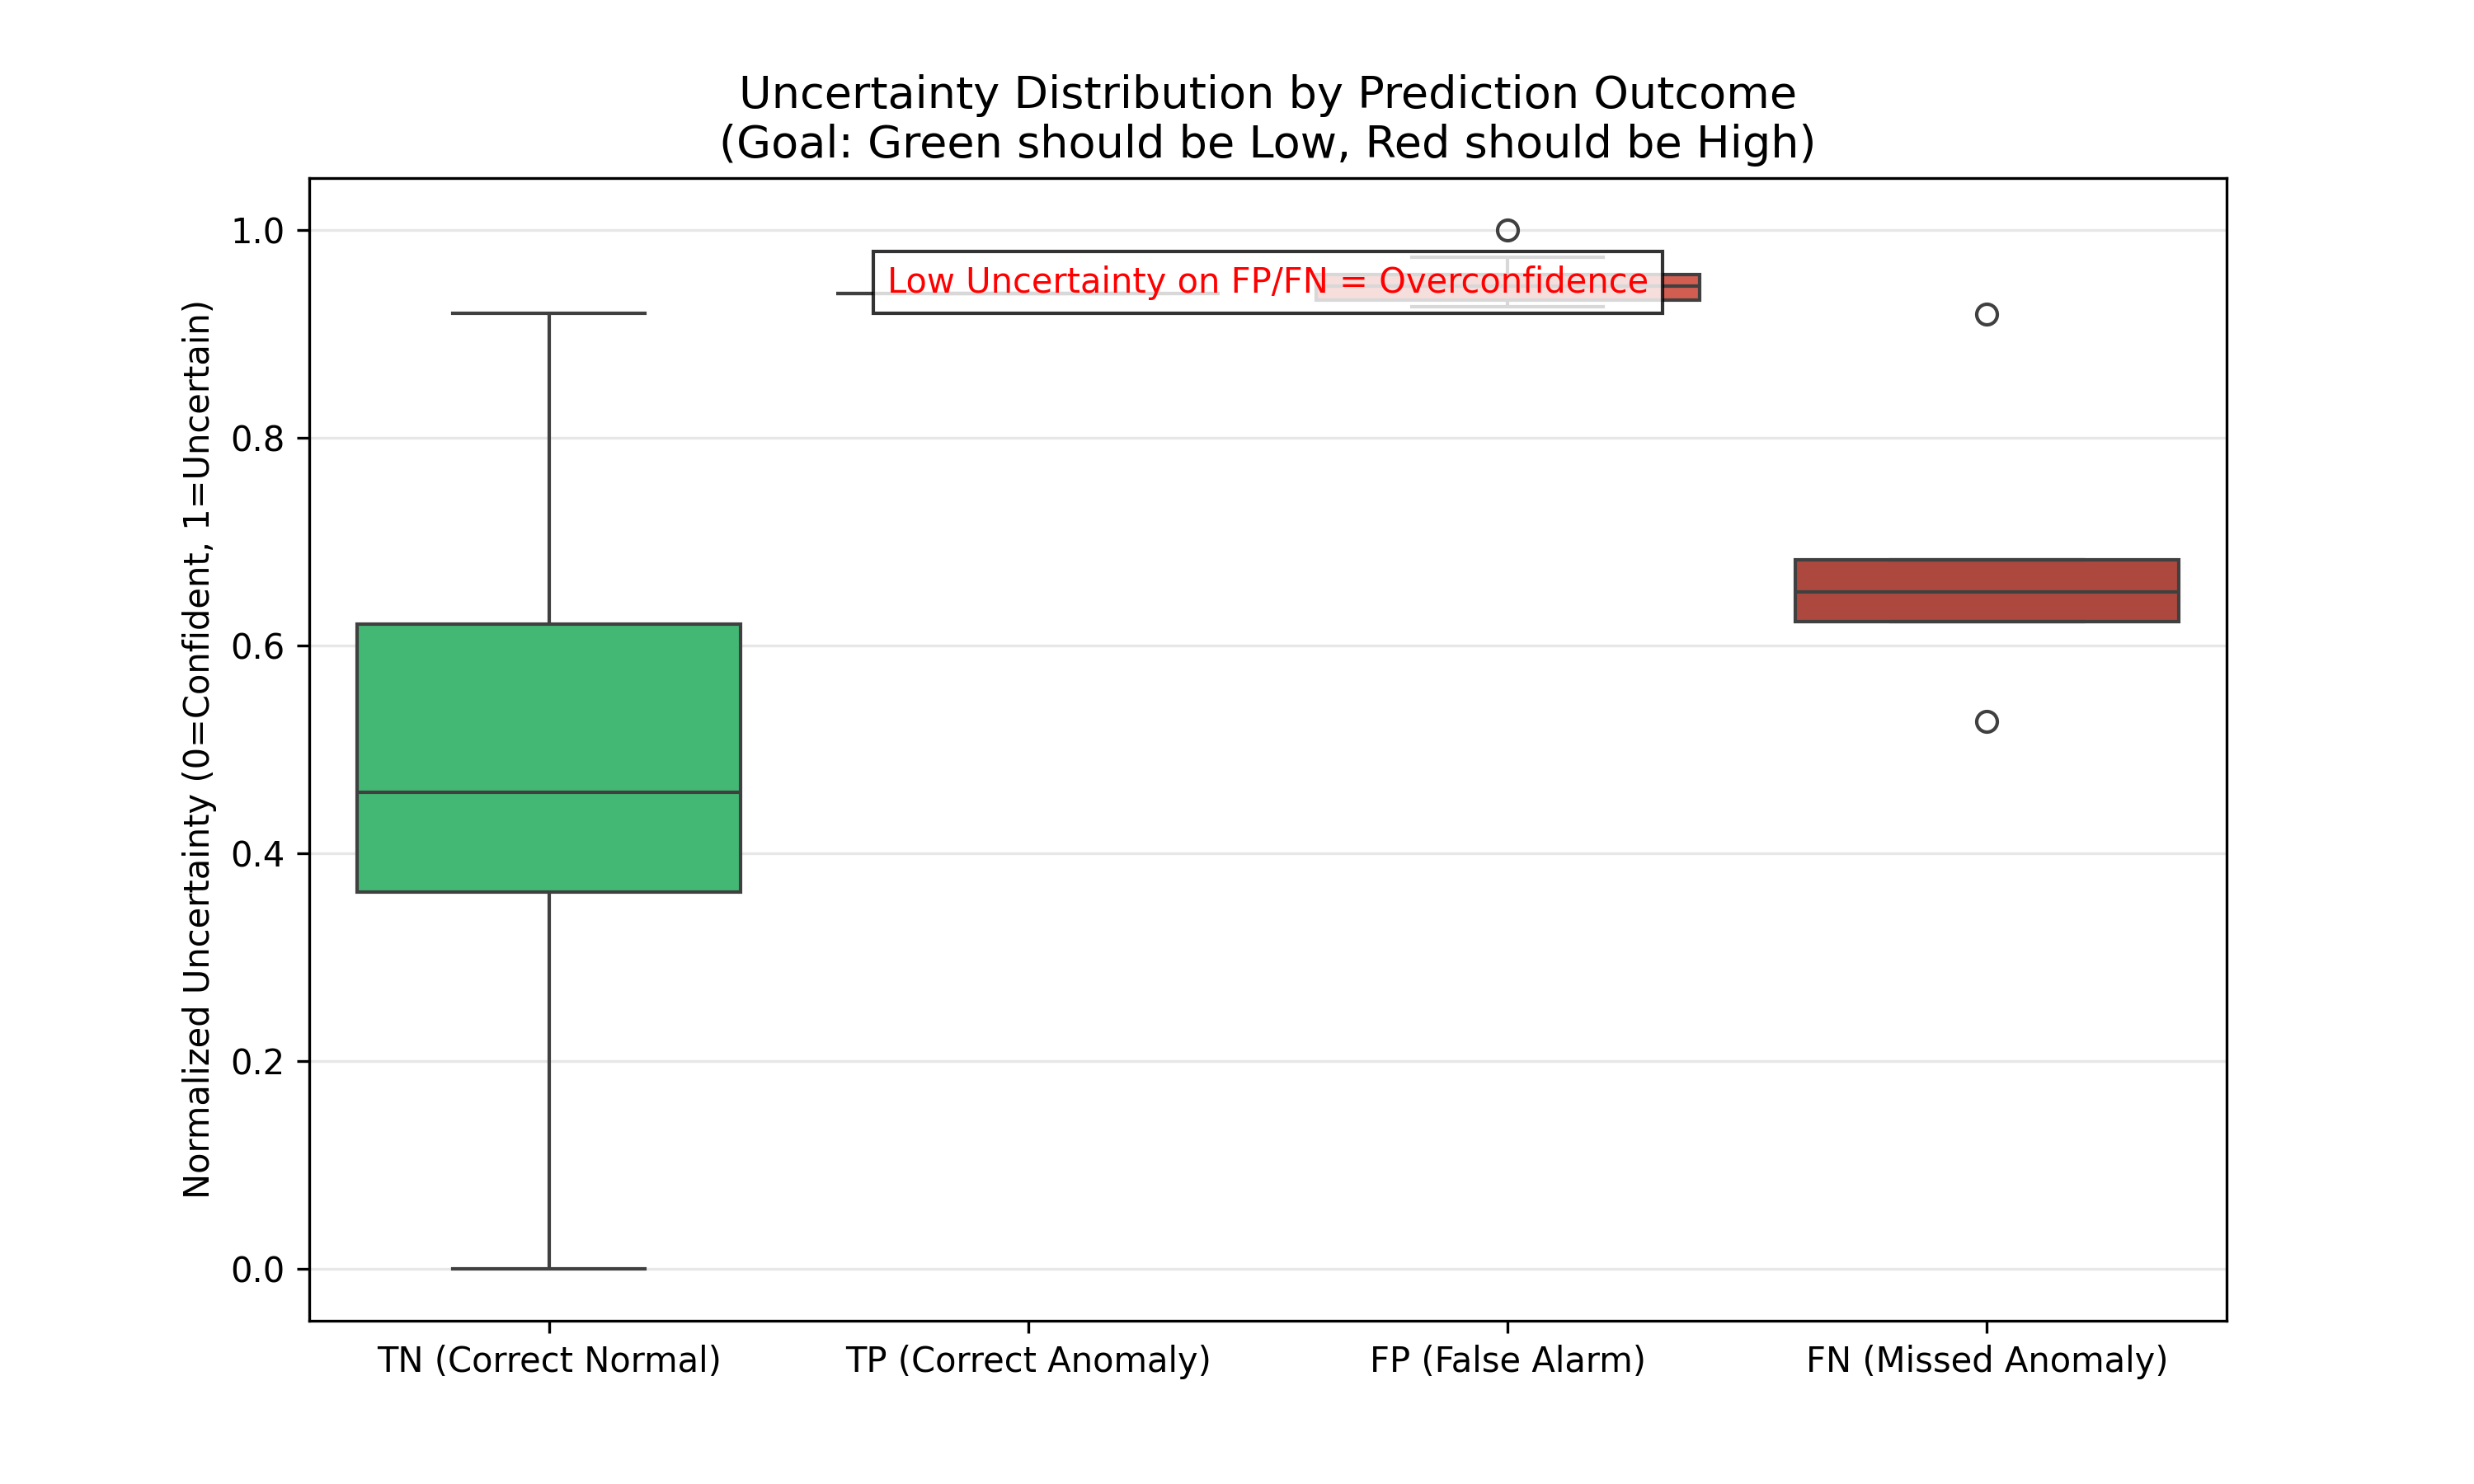 Uncertainty Distribution by Prediction Outcome
(Goal: Green should be Low, Red should be High)
Normalized Uncertainty (0=Confident, 1=Uncertain)
1.0
0.8
0.6
0.4
0.2
0.0
Low Uncertainty on FP/FN = Overconfidence
TN (Correct Normal)
TP (Correct Anomaly)
FP (False Alarm)
FN (Missed Anomaly)